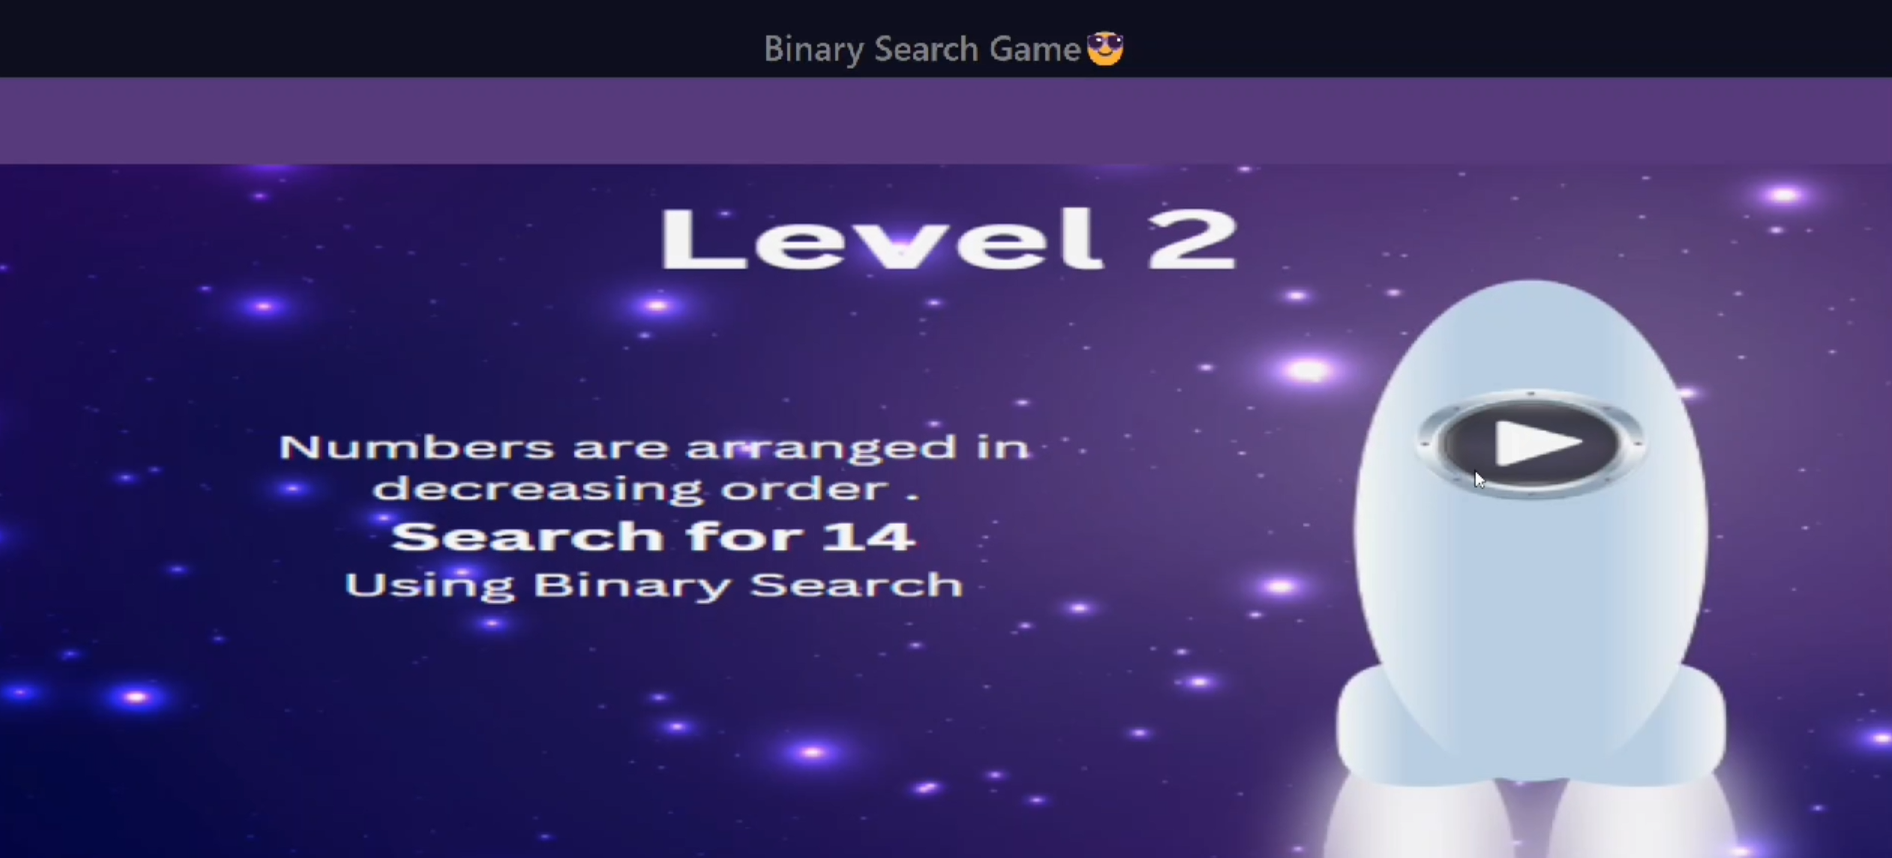 Binary Search Game😎
Level 2
Numbers are arranged in
decreasing order .
Search for 14
Using Binary Search